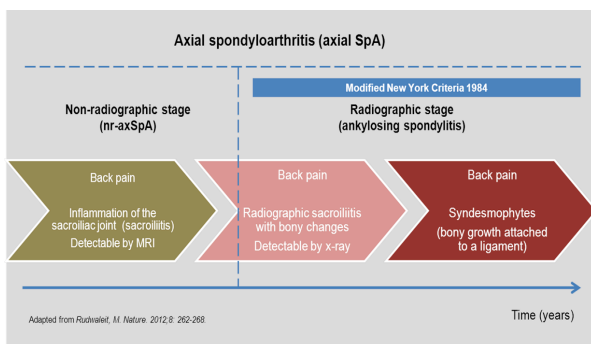 Axial spondyloarthritis (axial SpA)
Modified New York Criteria 1984
Non-radiographic stage
(nr-axSpA)
Radiographic stage
(ankylosing spondylitis)
Back pain
Inflammation of the
sacroiliac joint (sacroiliitis)
Detectable by MRI
Back pain
Radiographic sacroiliitis
with bony changes
Detectable by x-ray
Back pain
Syndesmophytes
(bony growth attached
to a ligament)
Time (years)
Adapted from Rudwaleit, M. Nature. 2012;8: 262-268.